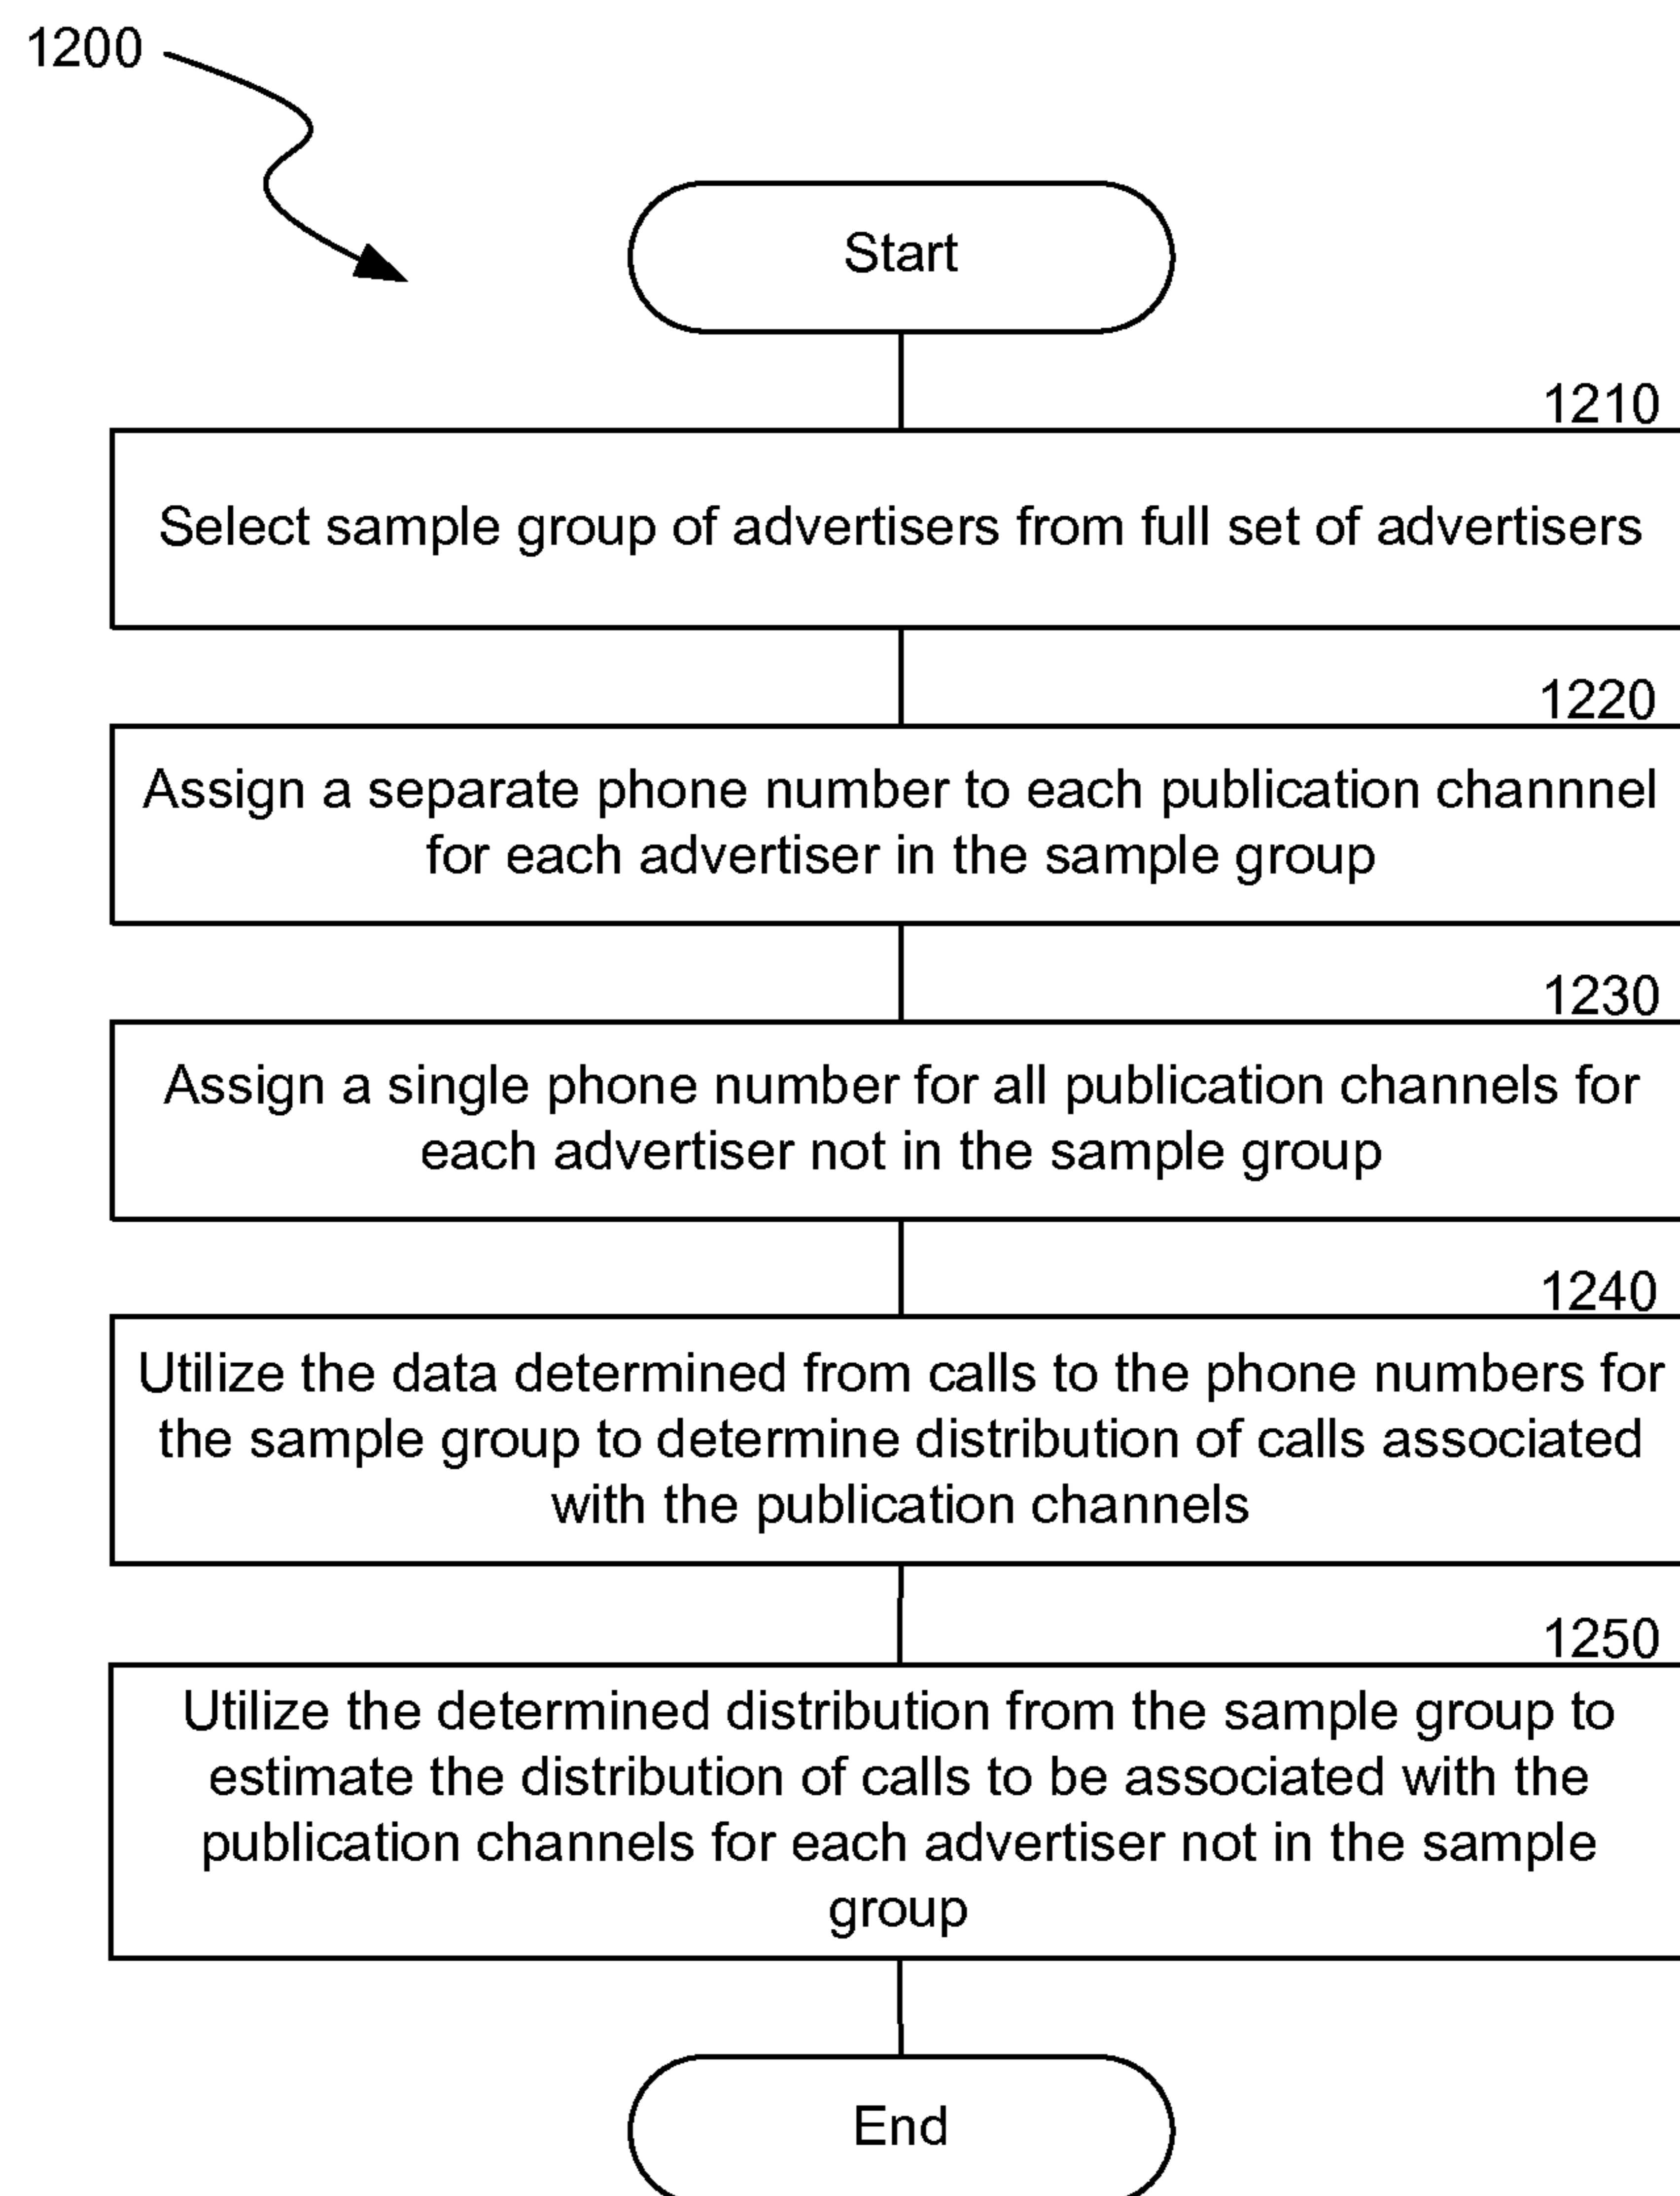 1200
Start
1210
Select sample group of advertisers from full set of advertisers
1220
Assign a separate phone number to each publication channnel
for each advertiser in the sample group
1230
Assign a single phone number for all publication channels for
each advertiser not in the sample group
1240
Utilize the data determined from calls to the phone numbers for
the sample group to determine distribution of calls associated
with the publication channels
1250
Utilize the determined distribution from the sample group to
estimate the distribution of calls to be associated with the
publication channels for each advertiser not in the sample
group
End